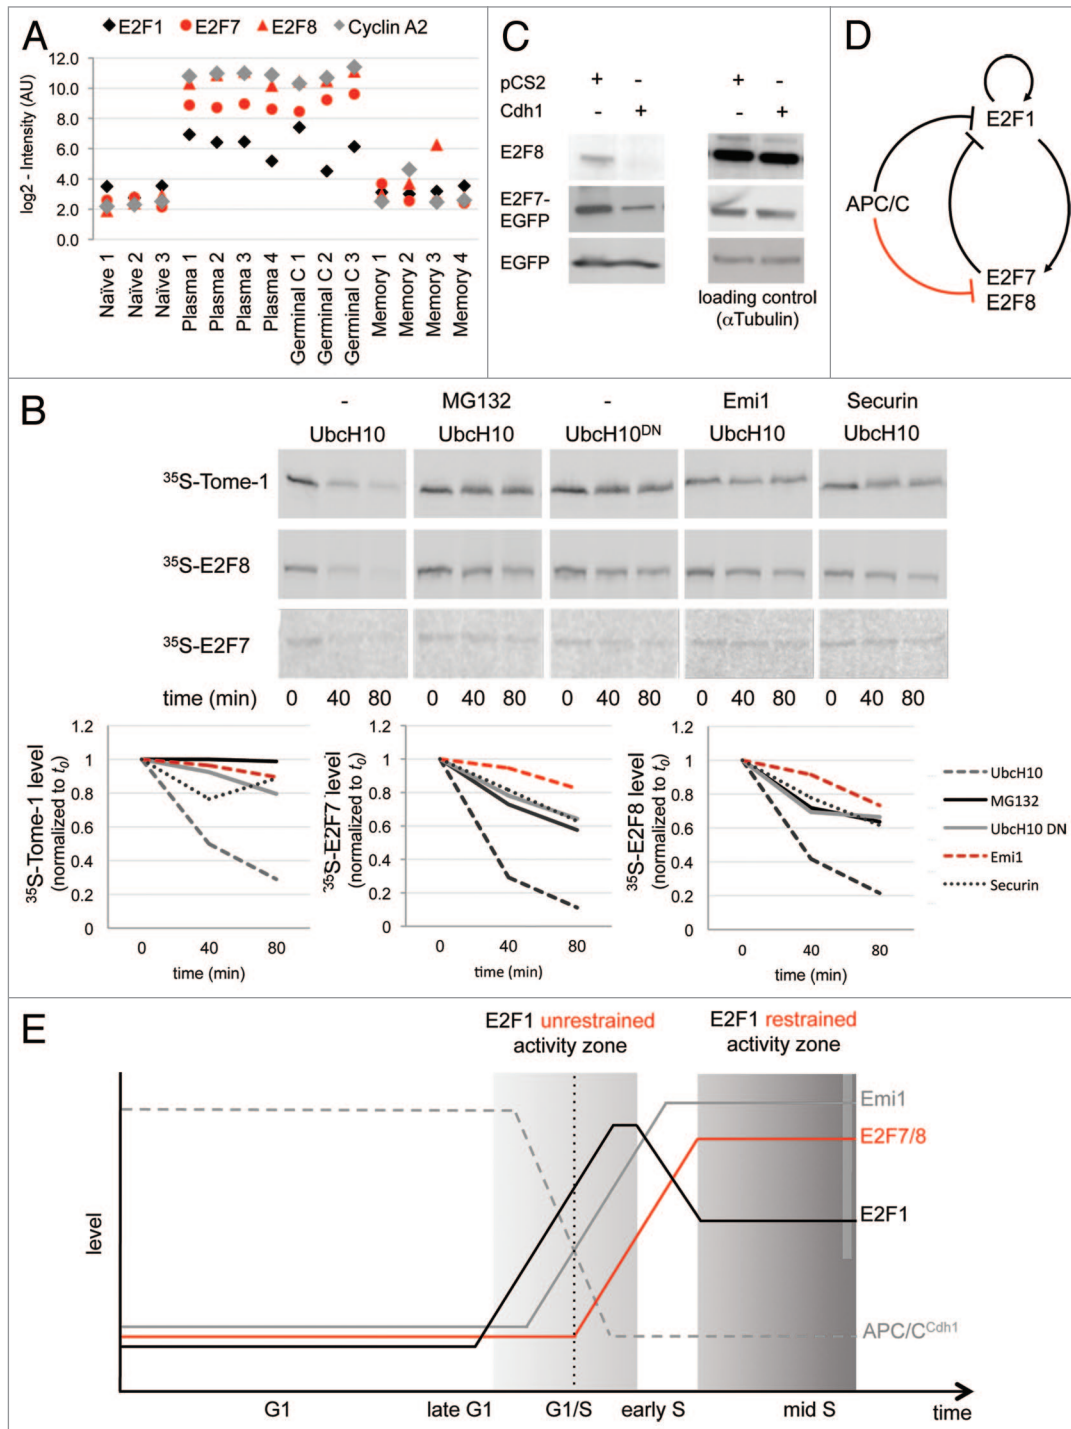 A
E2F1 E2F7 E2F8 Cyclin A2
12.0
10.0
8.0
6.0
4.0
2.0
0.0
log2 - Intensity (AU)
Naïve 1
Naïve 2
Naïve 3
Plasma 1
Plasma 2
Plasma 3
Plasma 4
Germinal C 1
Germinal C 2
Germinal C 3
Memory 1
Memory 2
Memory 3
Memory 4
C
pCS2 + - + -
Cdh1 - + - +
E2F8
E2F7-
EGFP
EGFP
loading control
(αTubulin)
D
E2F1
APC/C
E2F7
E2F8
B
- MG132 - Emi1 Securin
UbcH10 UbcH10 UbcH10DN UbcH10 UbcH10
35S-Tome-1
35S-E2F8
35S-E2F7
time (min) 0 40 80 0 40 80 0 40 80 0 40 80 0 40 80
35S-Tome-1 level
(normalized to t0)
1.2
1
0.8
0.6
0.4
0.2
0
0 40 80
time (min)
35S-E2F7 level
(normalized to t0)
1.2
1
0.8
0.6
0.4
0.2
0
0 40 80
time (min)
35S-E2F8 level
(normalized to t0)
1.2
1
0.8
0.6
0.4
0.2
0
0 40 80
time (min)
UbcH10
MG132
UbcH10 DN
Emi1
Securin
E
E2F1 unrestrained
activity zone
E2F1 restrained
activity zone
Emi1
E2F7/8
E2F1
APC/CCdh1
level
G1 late G1 G1/S early S mid S time